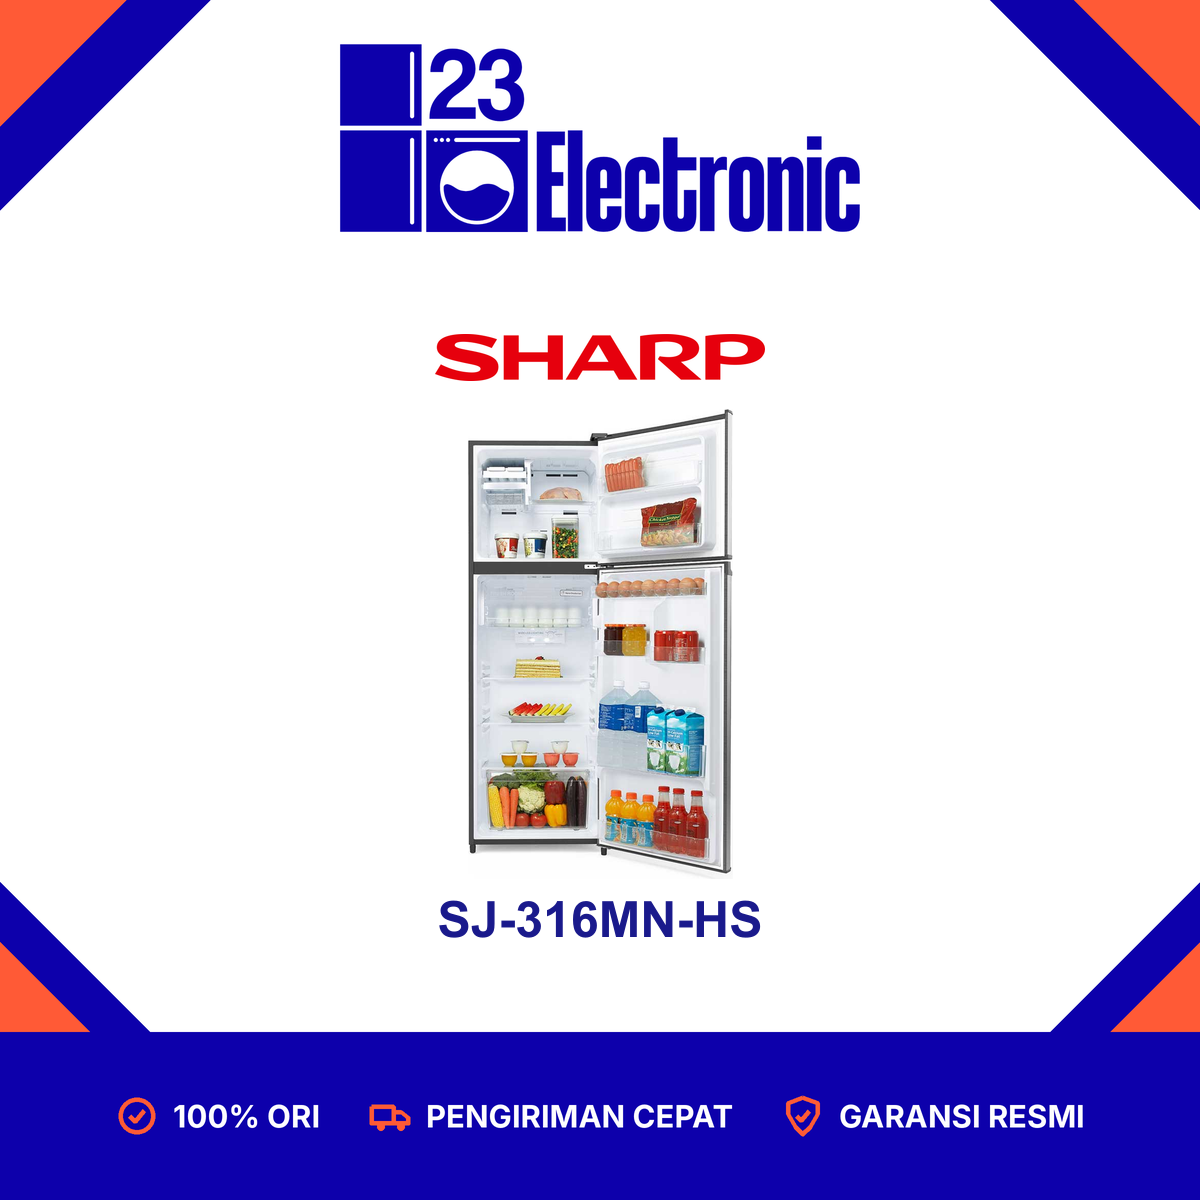 23
Electronic
SHARP
SJ-316MN-HS
100% ORI
PENGIRIMAN CEPAT
GARANSI RESMI